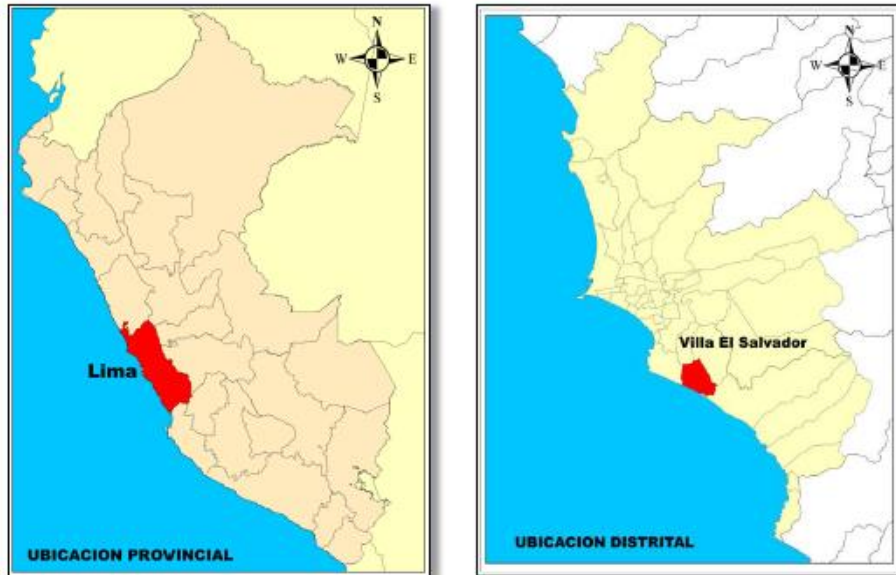 N
W E
S
Lima
UBICACION PROVINCIAL
N
W E
S
Villa El Salvador
UBICACION DISTRITAL